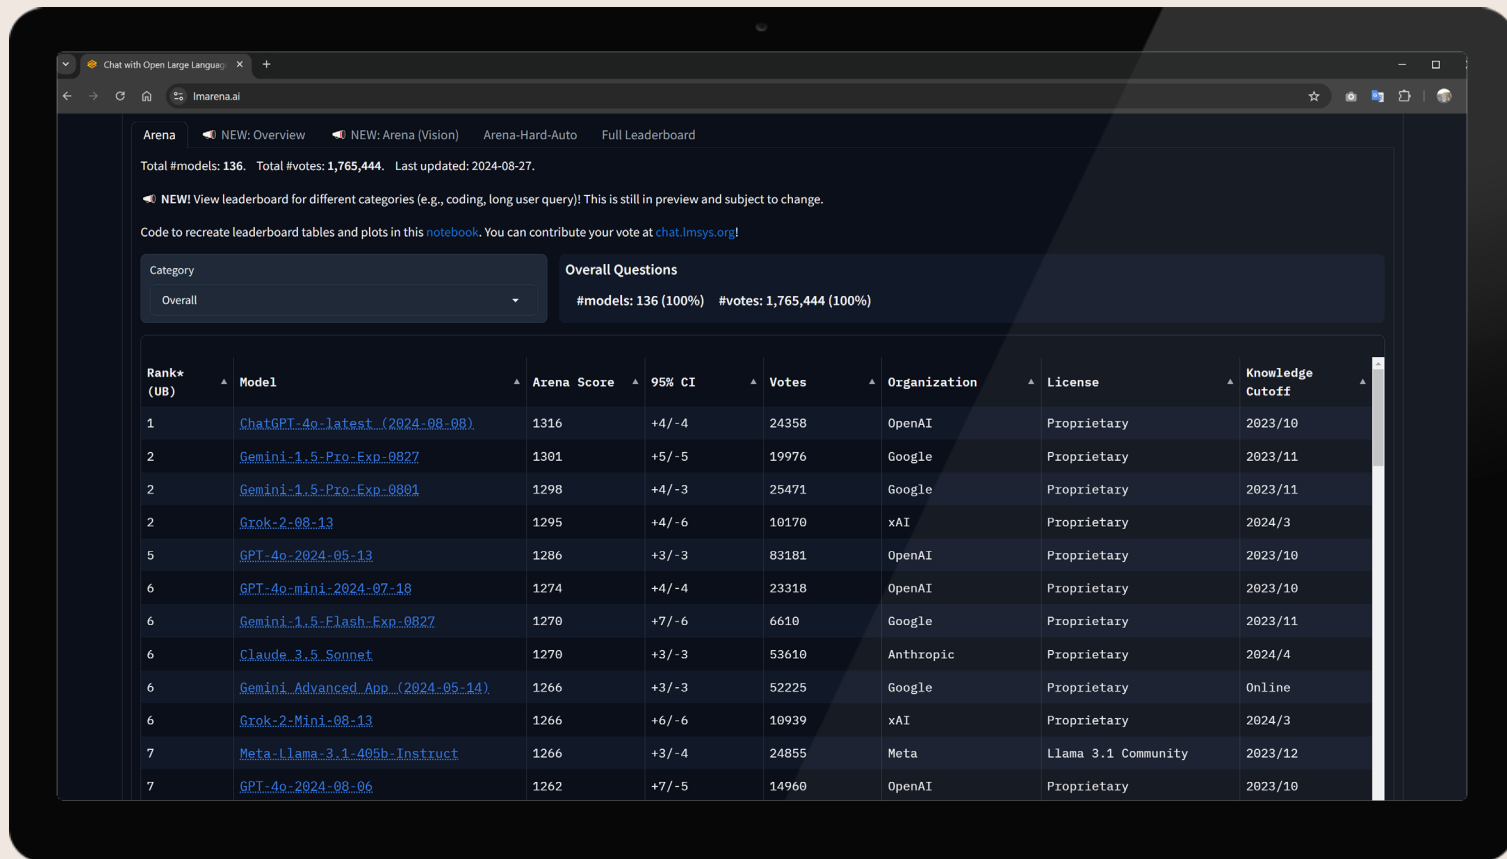 Chat with Open Large Languag
lmarena.ai
Arena NEW: Overview NEW: Arena (Vision) Arena-Hard-Auto Full Leaderboard
Total #models: 136. Total #votes: 1,765,444. Last updated: 2024-08-27.
NEW! View leaderboard for different categories (e.g., coding, long user query)! This is still in preview and subject to change.
Code to recreate leaderboard tables and plots in this notebook. You can contribute your vote at chat.lmsys.org!
Category
Overall
Overall Questions
#models: 136 (100%) #votes: 1,765,444 (100%)
Rank* (UB) Model Arena Score 95% CI Votes Organization License Knowledge Cutoff
1 ChatGPT-4o-latest (2024-08-08) 1316 +4/-4 24358 OpenAI Proprietary 2023/10
2 Gemini-1.5-Pro-Exp-0827 1301 +5/-5 19976 Google Proprietary 2023/11
2 Gemini-1.5-Pro-Exp-0801 1298 +4/-3 25471 Google Proprietary 2023/11
2 Grok-2-08-13 1295 +4/-6 10170 xAI Proprietary 2024/3
5 GPT-4o-2024-05-13 1286 +3/-3 83181 OpenAI Proprietary 2023/10
6 GPT-4o-mini-2024-07-18 1274 +4/-4 23318 OpenAI Proprietary 2023/10
6 Gemini-1.5-Flash-Exp-0827 1270 +7/-6 6610 Google Proprietary 2023/11
6 Claude 3.5 Sonnet 1270 +3/-3 53610 Anthropic Proprietary 2024/4
6 Gemini Advanced App (2024-05-14) 1266 +3/-3 52225 Google Proprietary Online
6 Grok-2-Mini-08-13 1266 +6/-6 10939 xAI Proprietary 2024/3
7 Meta-Llama-3.1-405b-Instruct 1266 +3/-4 24855 Meta Llama 3.1 Community 2023/12
7 GPT-4o-2024-08-06 1262 +7/-5 14960 OpenAI Proprietary 2023/10